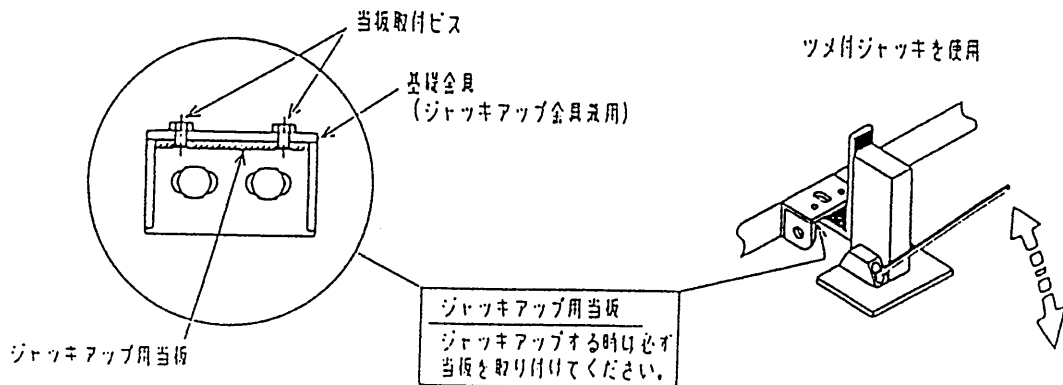 当板取付ビス
基礎金具
(ジャッキアップ金具兼用)
ジャッキアップ用当板
ツメ付ジャッキを使用
ジャッキアップ用当板
ジャッキアップする時は必ず
当板を取り付けてください。